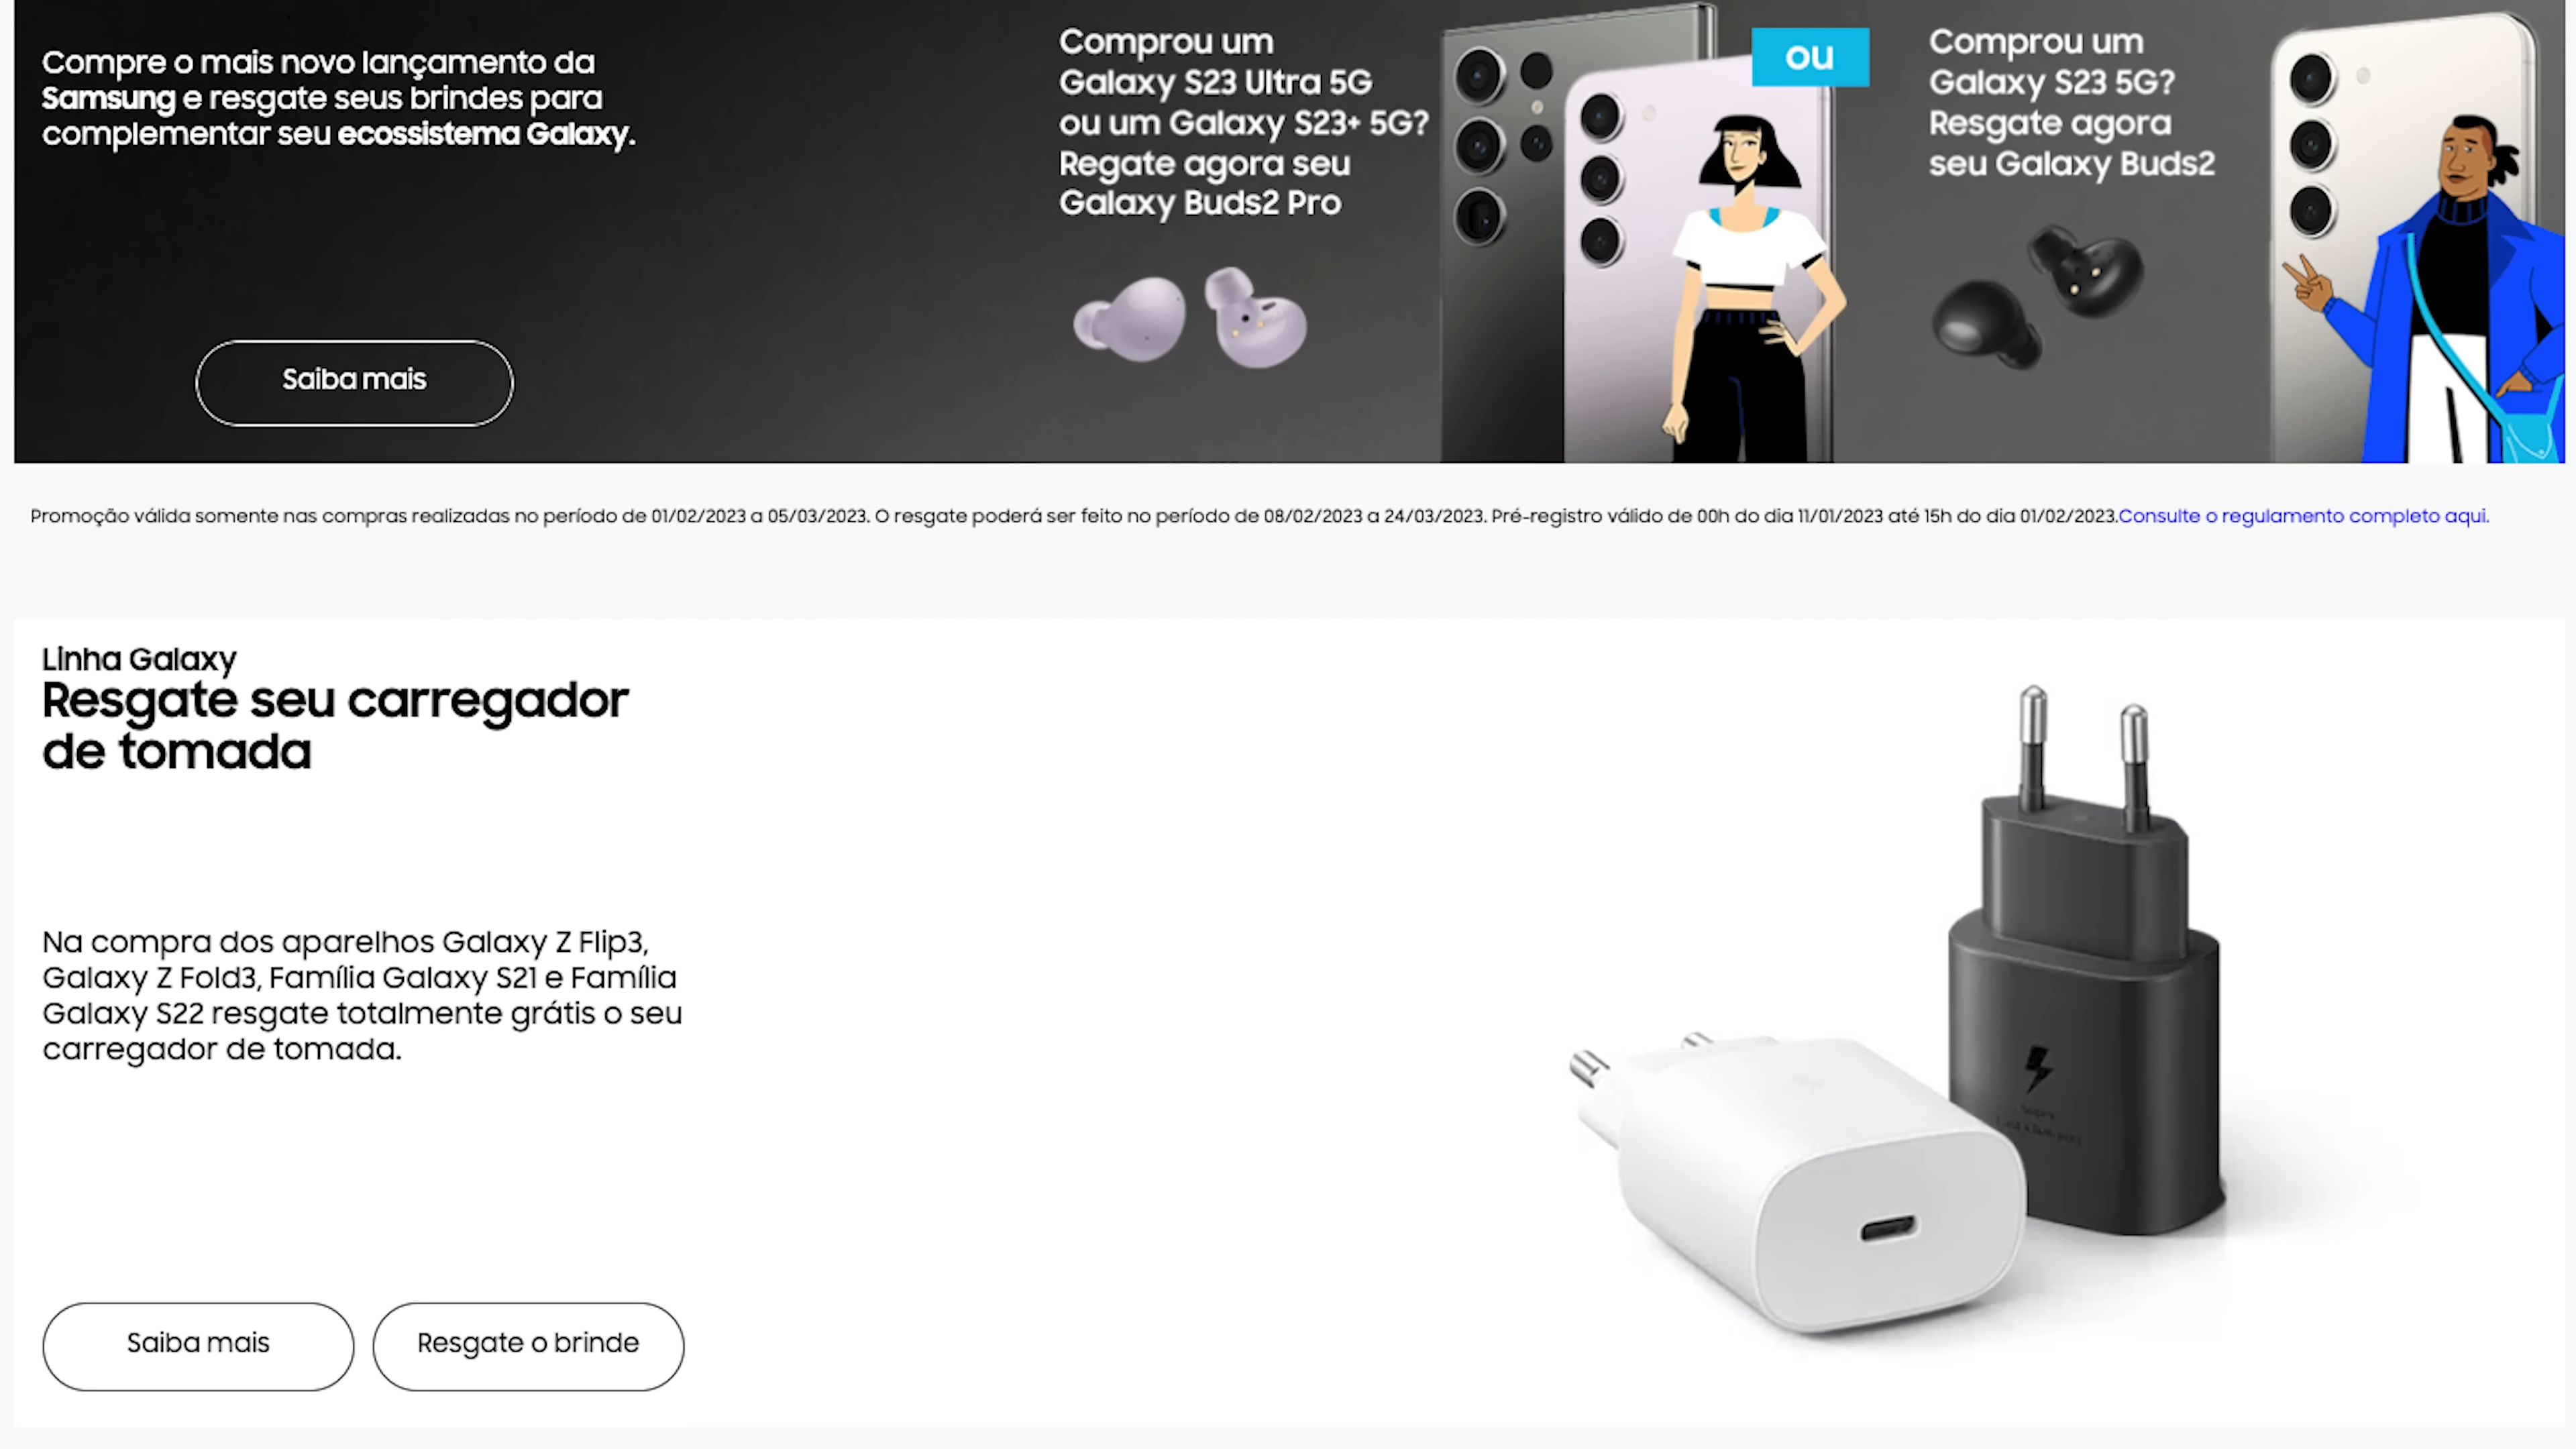 Compre o mais novo lançamento da
Samsung e resgate seus brindes para
complementar seu ecossistema Galaxy.
Saiba mais
Comprou um
Galaxy S23 Ultra 5G
ou um Galaxy S23+ 5G?
Regate agora seu
Galaxy Buds2 Pro
ou
Comprou um
Galaxy S23 5G?
Resgate agora
seu Galaxy Buds2
Promoção válida somente nas compras realizadas no período de 01/02/2023 a 05/03/2023. O resgate poderá ser feito no período de 08/02/2023 a 24/03/2023. Pré-registro válido de 00h do dia 11/01/2023 até 15h do dia 01/02/2023.Consulte o regulamento completo aqui.
Linha Galaxy
Resgate seu carregador
de tomada
Na compra dos aparelhos Galaxy Z Flip3,
Galaxy Z Fold3, Família Galaxy S21 e Família
Galaxy S22 resgate totalmente grátis o seu
carregador de tomada.
Saiba mais
Resgate o brinde